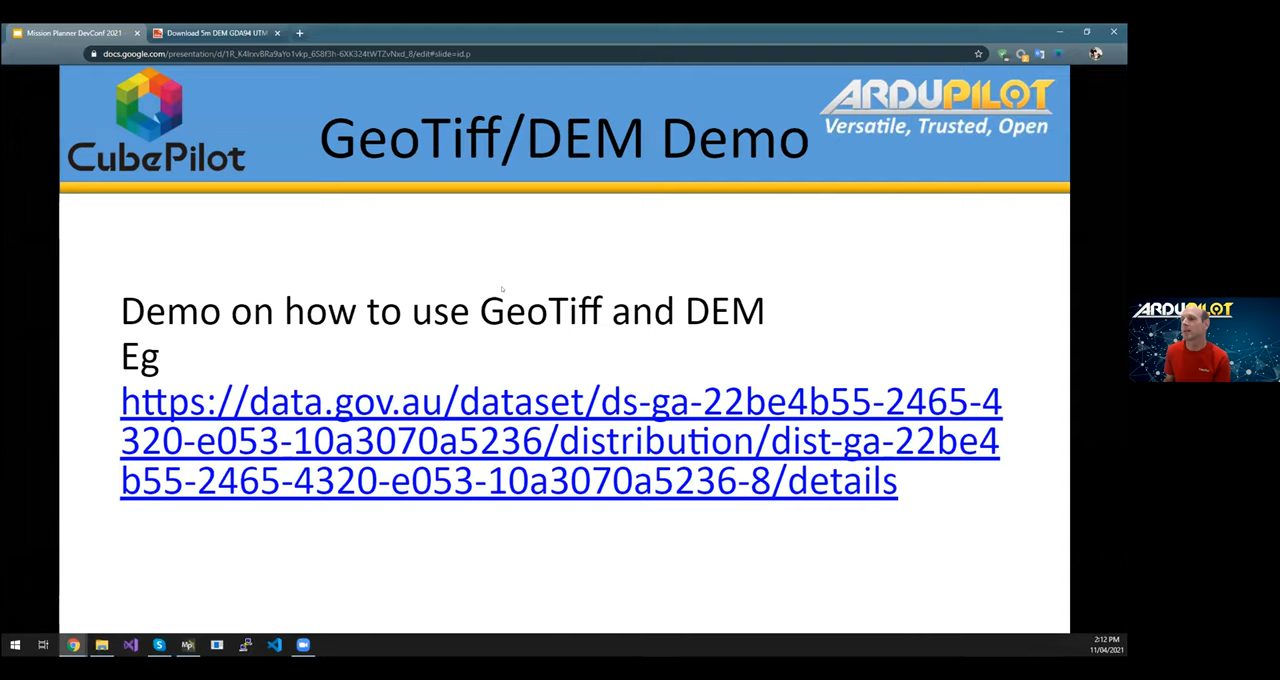 Mission Planner DevConf 2021
Download 5m DEM GDA94 UTM
CubePilot
GeoTiff/DEM Demo
ARDUPILOT
Versatile, Trusted, Open
Demo on how to use GeoTiff and DEM
Eg
https://data.gov.au/dataset/ds-ga-22be4b55-2465-4
320-e053-10a3070a5236/distribution/dist-ga-22be4
b55-2465-4320-e053-10a3070a5236-8/details
ARDUPILOT
Mp
2:12 PM
11/04/2021